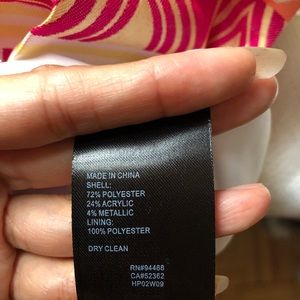 MADE IN CHINA
SHELL:
72% POLYESTER
24% ACRYLIC
4% METALLIC
LINING:
100% POLYESTER
DRY CLEAN
RN#94468
CA#52362
HP02W09